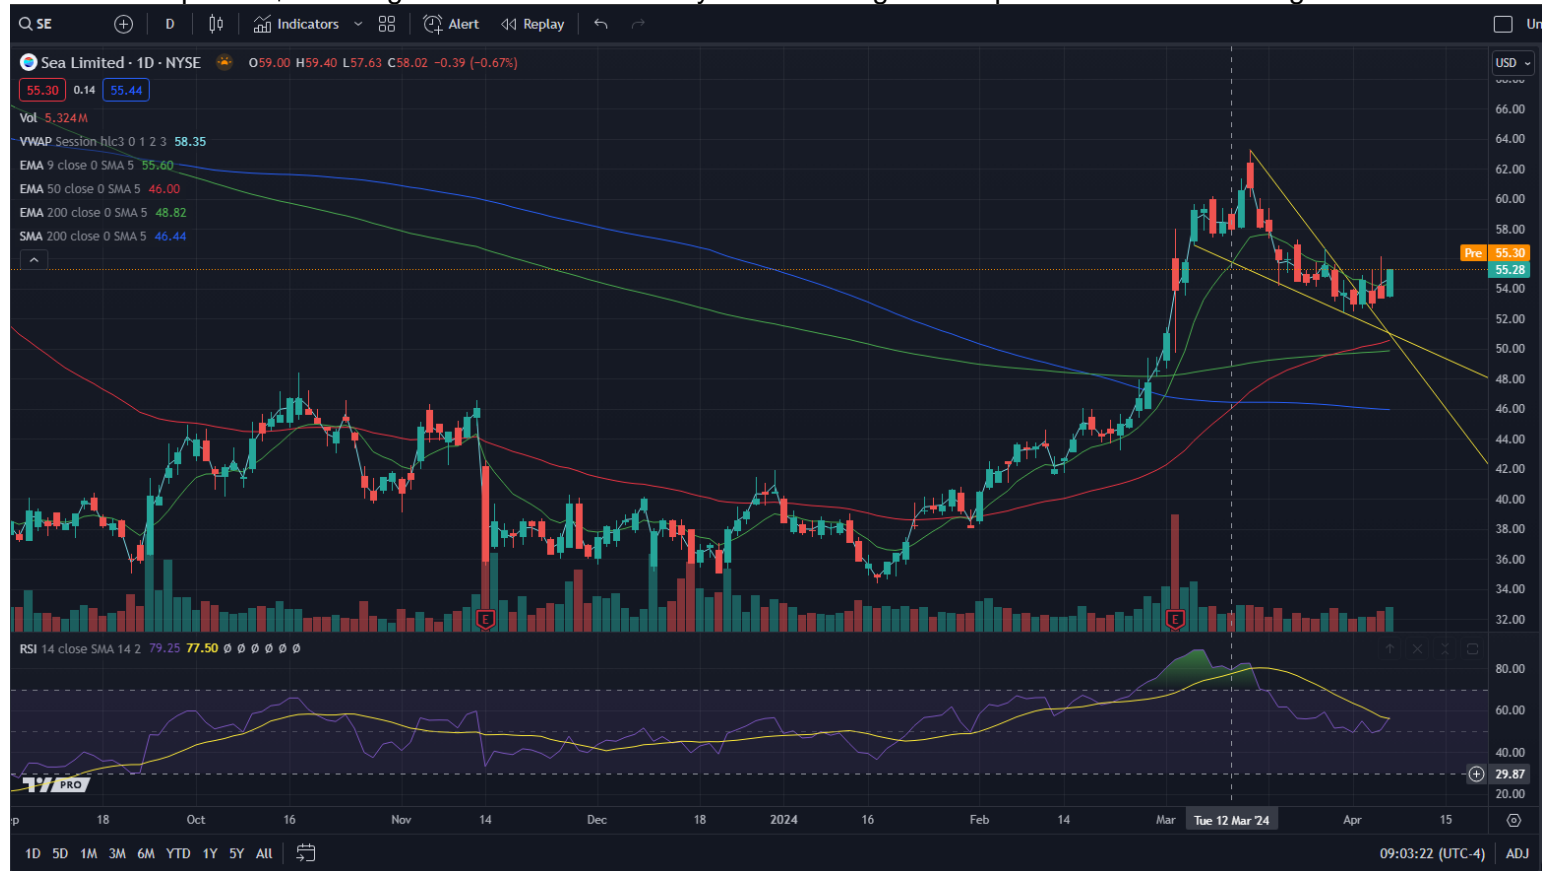 SE D Indicators Alert Replay Un
Sea Limited · 1D · NYSE O59.00 H59.40 L57.63 C58.02 −0.39 (−0.67%) USD
55.30 0.14 55.44
Vol 5.324M
VWAP Session hlc3 0 1 2 3 58.35
EMA 9 close 0 SMA 5 55.60
EMA 50 close 0 SMA 5 46.00
EMA 200 close 0 SMA 5 48.82
SMA 200 close 0 SMA 5 46.44
66.00
64.00
62.00
60.00
58.00
Pre 55.30
55.28
54.00
52.00
50.00
48.00
46.00
44.00
42.00
40.00
38.00
36.00
34.00
32.00
E E
RSI 14 close SMA 14 2 79.25 77.50 Ø Ø Ø Ø Ø Ø
80.00
60.00
40.00
29.87
20.00
PRO
18 Oct 16 Nov 14 Dec 18 2024 16 Feb 14 Mar Tue 12 Mar '24 Apr 15
1D 5D 1M 3M 6M YTD 1Y 5Y All 09:03:22 (UTC-4) ADJ